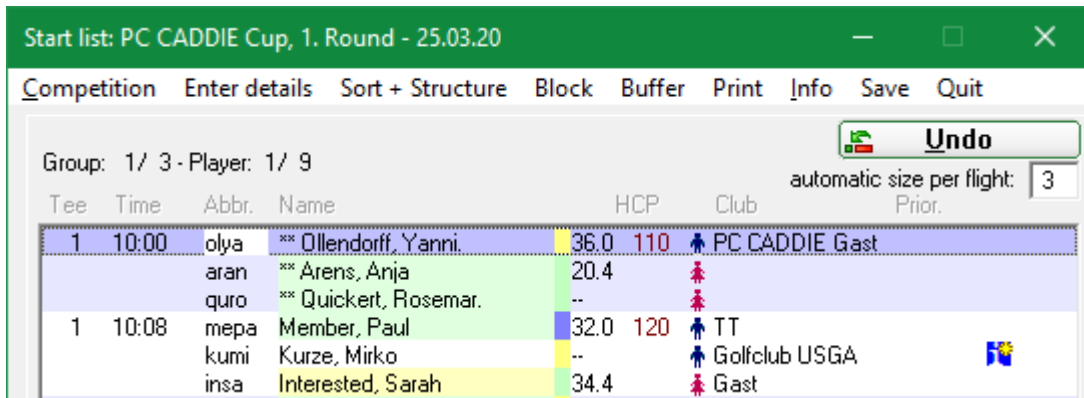 Start list: PC CADDIE Cup, 1. Round - 25.03.20
Competition Enter details Sort + Structure Block Buffer Print Info Save Quit
Undo
Group: 1/ 3 - Player: 1/ 9
automatic size per flight: 3
Tee Time Abbr. Name HCP Club Prior.
1 10:00 olya ** Ollendorff, Yanni. 36.0 110 PC CADDIE Gast
aran ** Arens, Anja 20.4
quro ** Quickert, Rosemar. --
1 10:08 mepa Member, Paul 32.0 120 TT
kumi Kurze, Mirko -- Golfclub USGA
insa Interested, Sarah 34.4 Gast